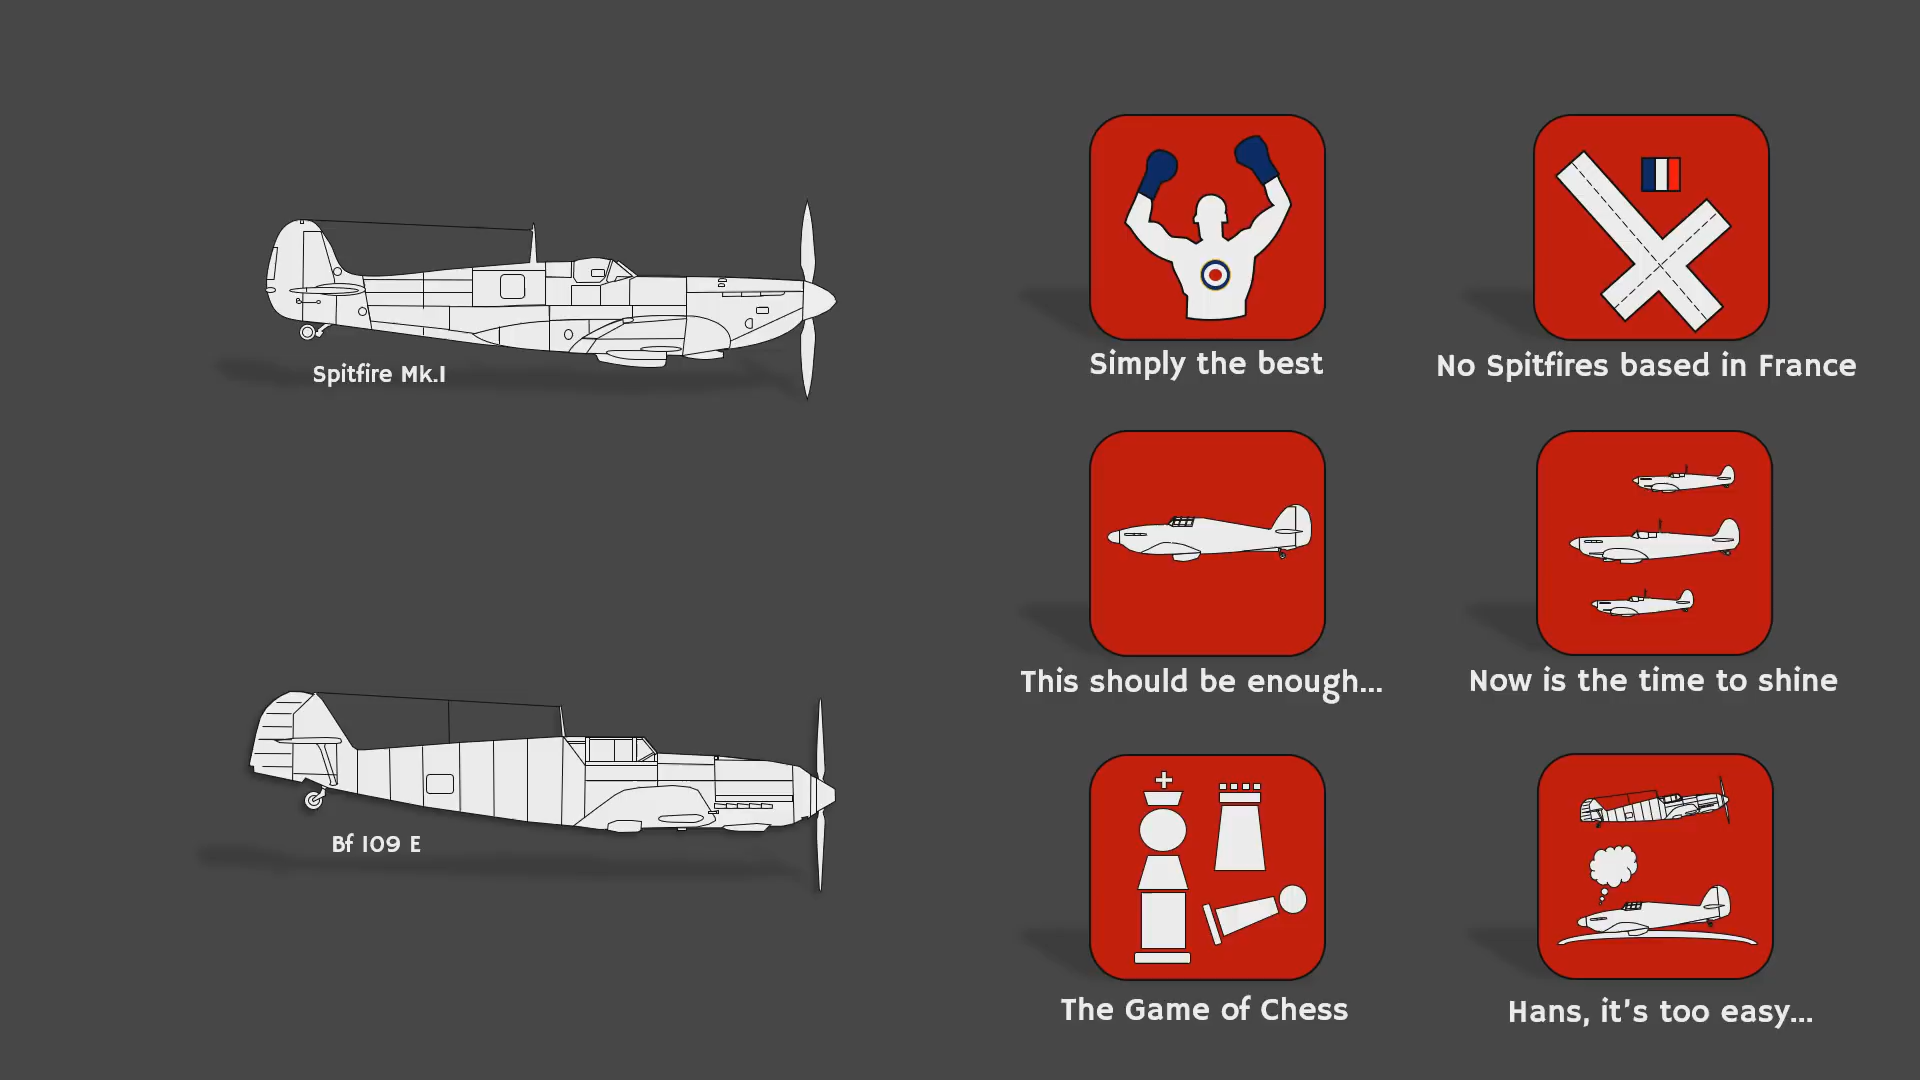 Spitfire Mk.I
Bf 109 E
Simply the best
No Spitfires based in France
This should be enough...
Now is the time to shine
The Game of Chess
Hans, it's too easy...